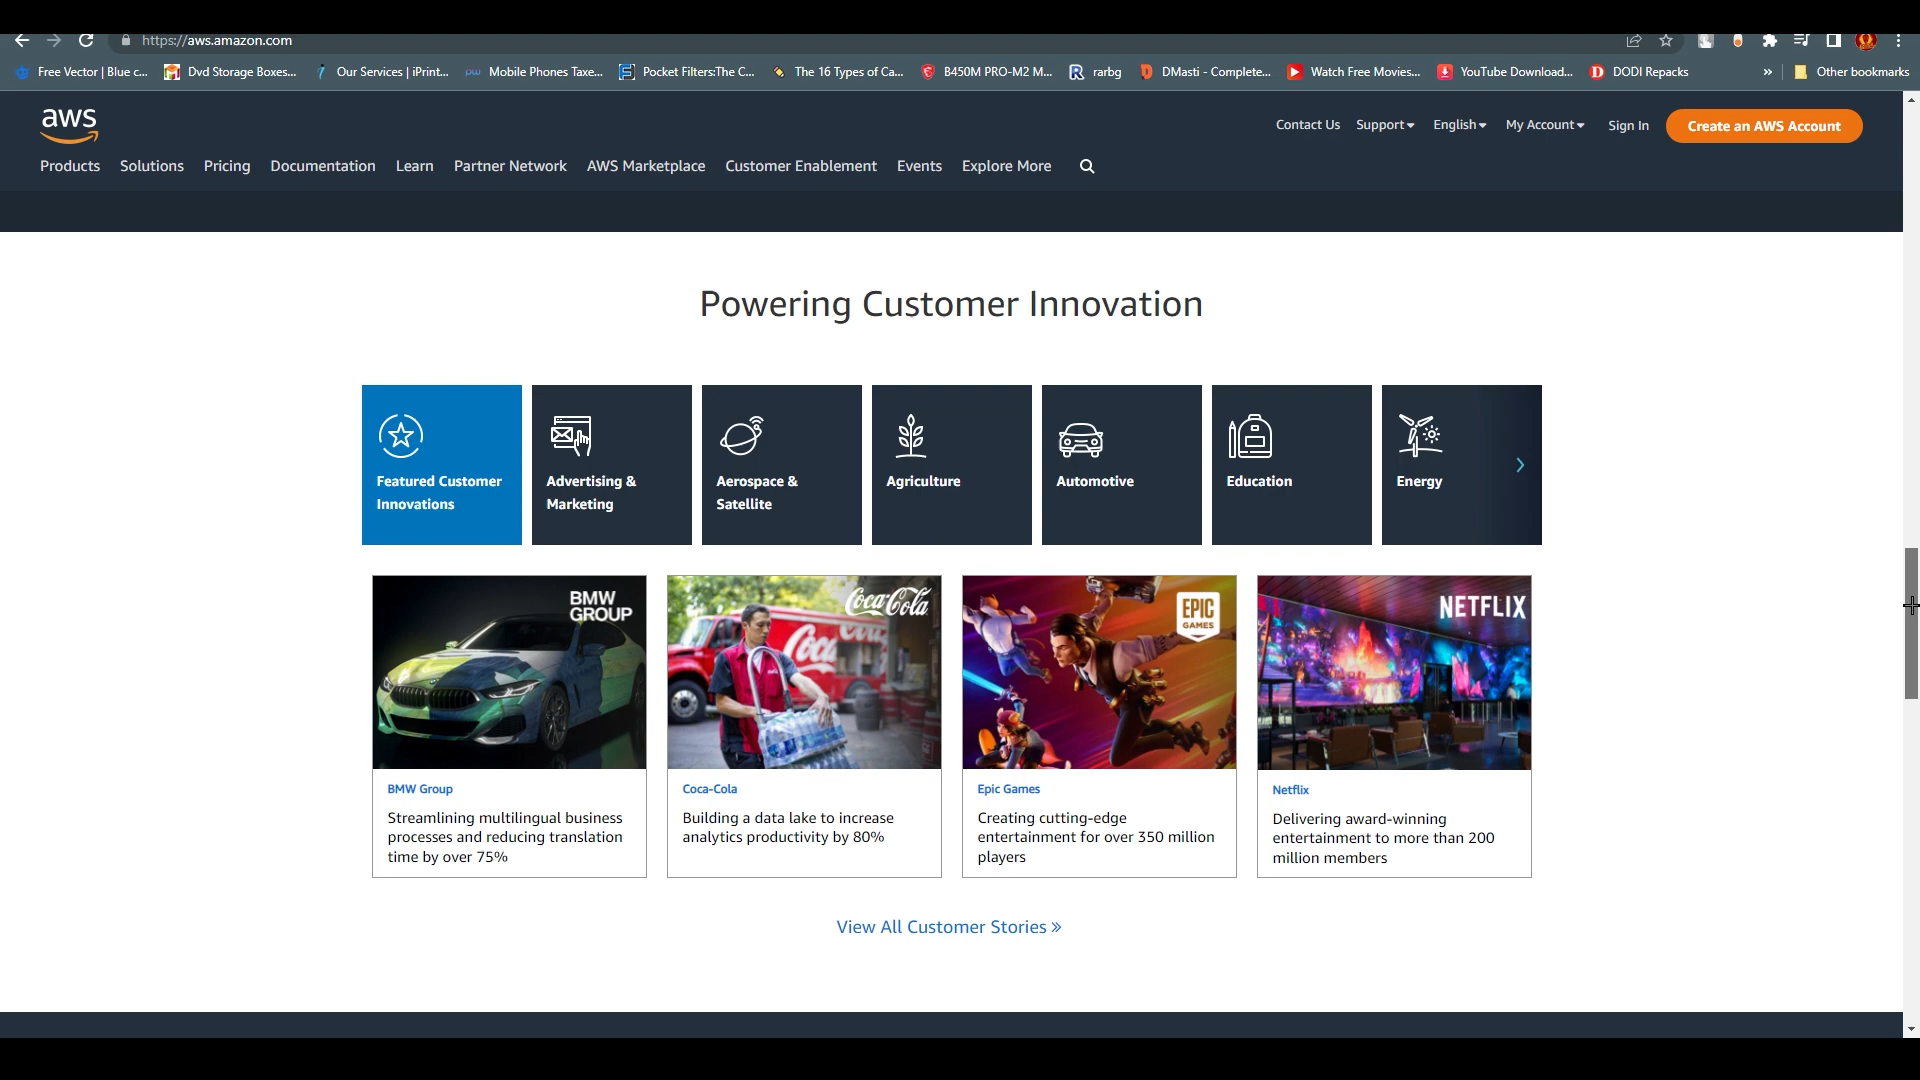 https://aws.amazon.com
Free Vector | Blue c...
Dvd Storage Boxes...
Our Services | iPrint...
Mobile Phones Taxe...
Pocket Filters:The C...
The 16 Types of Ca...
B450M PRO-M2 M...
rarbg
DMasti - Complete...
Watch Free Movies...
YouTube Download...
DODI Repacks
»
Other bookmarks
aws
Contact Us
Support
English
My Account
Sign In
Create an AWS Account
Products
Solutions
Pricing
Documentation
Learn
Partner Network
AWS Marketplace
Customer Enablement
Events
Explore More
Powering Customer Innovation
Featured Customer
Innovations
Advertising &
Marketing
Aerospace &
Satellite
Agriculture
Automotive
Education
Energy
BMW
GROUP
Coca-Cola
EPIC
GAMES
NETFLIX
BMW Group
Streamlining multilingual business
processes and reducing translation
time by over 75%
Coca-Cola
Building a data lake to increase
analytics productivity by 80%
Epic Games
Creating cutting-edge
entertainment for over 350 million
players
Netflix
Delivering award-winning
entertainment to more than 200
million members
View All Customer Stories »